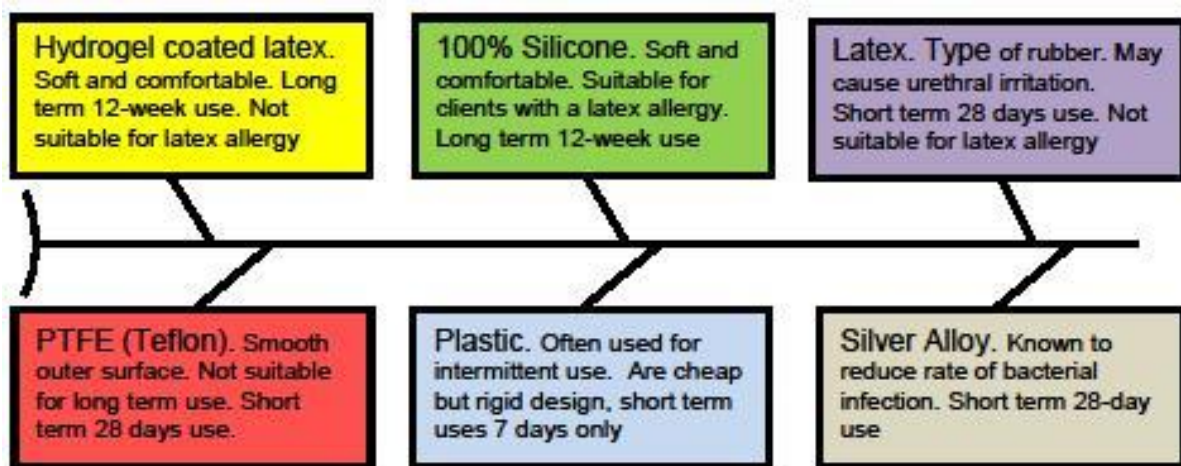 Hydrogel coated latex.
Soft and comfortable. Long
term 12-week use. Not
suitable for latex allergy
100% Silicone. Soft and
comfortable. Suitable for
clients with a latex allergy.
Long term 12-week use
Latex. Type of rubber. May
cause urethral irritation.
Short term 28 days use. Not
suitable for latex allergy
PTFE (Teflon). Smooth
outer surface. Not suitable
for long term use. Short
term 28 days use.
Plastic. Often used for
intermittent use. Are cheap
but rigid design, short term
uses 7 days only
Silver Alloy. Known to
reduce rate of bacterial
infection. Short term 28-day
use